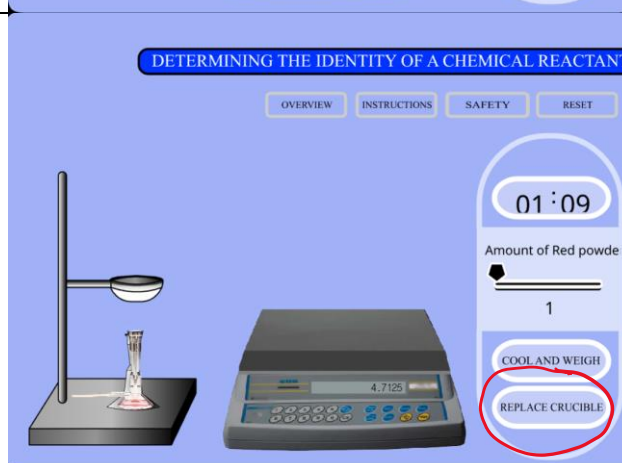 DETERMINING THE IDENTITY OF A CHEMICAL REACTAN
OVERVIEW INSTRUCTIONS SAFETY RESET
01:09
Amount of Red powde
1
COOL AND WEIGH
4.7125
REPLACE CRUCIBLE